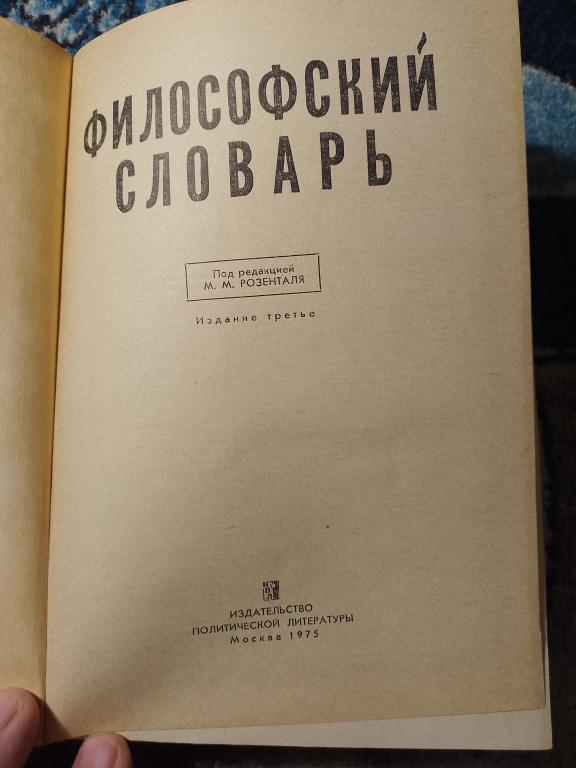 ФИЛОСОФСКИЙ
СЛОВАРЬ
Под редакцией
М. М. РОЗЕНТАЛЯ
Издание третье
ИЗДАТЕЛЬСТВО
ПОЛИТИЧЕСКОЙ ЛИТЕРАТУРЫ
Москва 1975